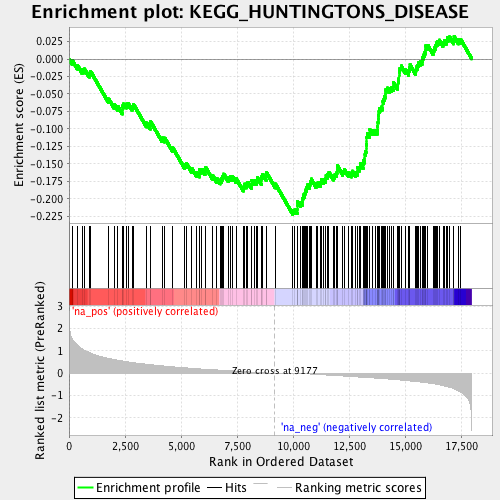 Enrichment plot: KEGG_HUNTINGTONS_DISEASE
Enrichment score (ES)
0.025
0.000
-0.025
-0.050
-0.075
-0.100
-0.125
-0.150
-0.175
-0.200
-0.225
'na_pos' (positively correlated)
Ranked list metric (PreRanked)
3
2
1
0
-1
-2
Zero cross at 9177
'na_neg' (negatively correlated)
0
2,500
5,000
7,500
10,000
12,500
15,000
17,500
Rank in Ordered Dataset
Enrichment profile
Hits
Ranking metric scores